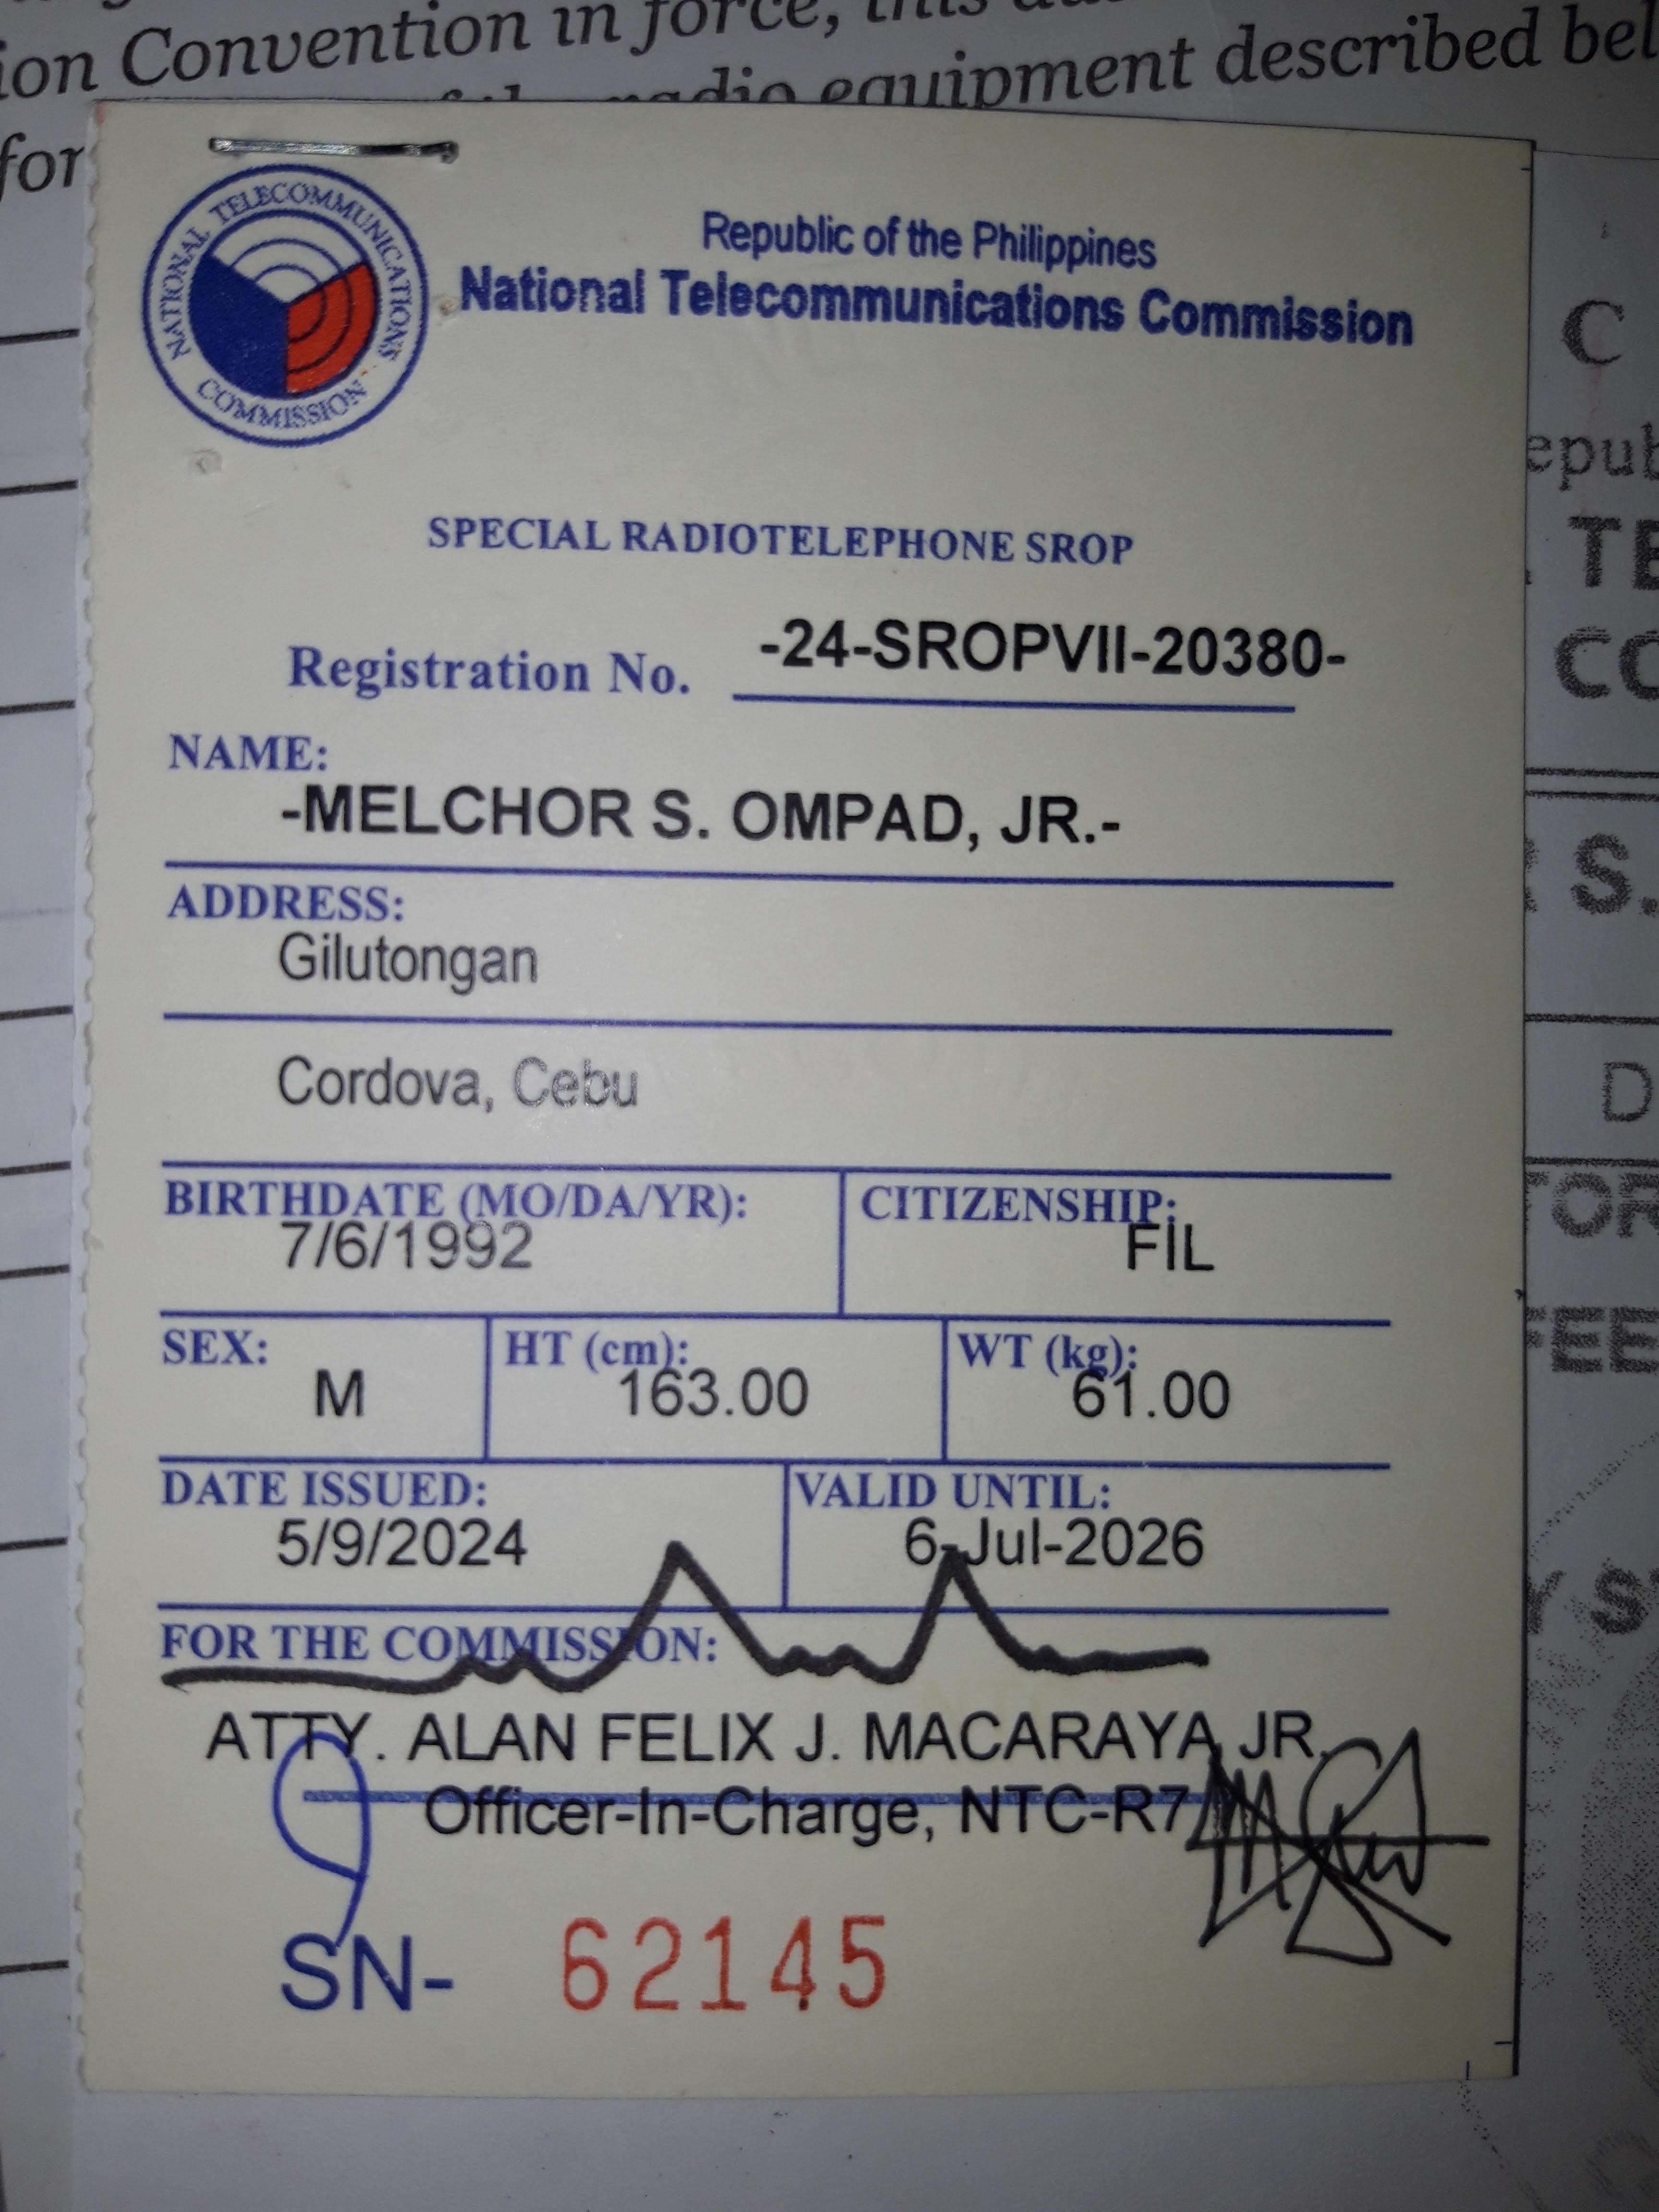 ion Convention in force, this
radio equipment described bel
for
NATIONAL TELECOMMUNICATIONS COMMISSION
Republic of the Philippines
National Telecommunications Commission
SPECIAL RADIOTELEPHONE SROP
Registration No. -24-SROPVII-20380-
NAME:
-MELCHOR S. OMPAD, JR.-
ADDRESS:
Gilutongan
Cordova, Cebu
BIRTHDATE (MO/DA/YR): CITIZENSHIP:
7/6/1992 FIL
SEX: HT (cm): WT (kg):
M 163.00 61.00
DATE ISSUED: VALID UNTIL:
5/9/2024 6-Jul-2026
FOR THE COMMISSION:
ATTY. ALAN FELIX J. MACARAYA, JR.
Officer-In-Charge, NTC-R7
SN- 62145
C
epub
TE
CO
S.
D
TOR
FEE
Y S